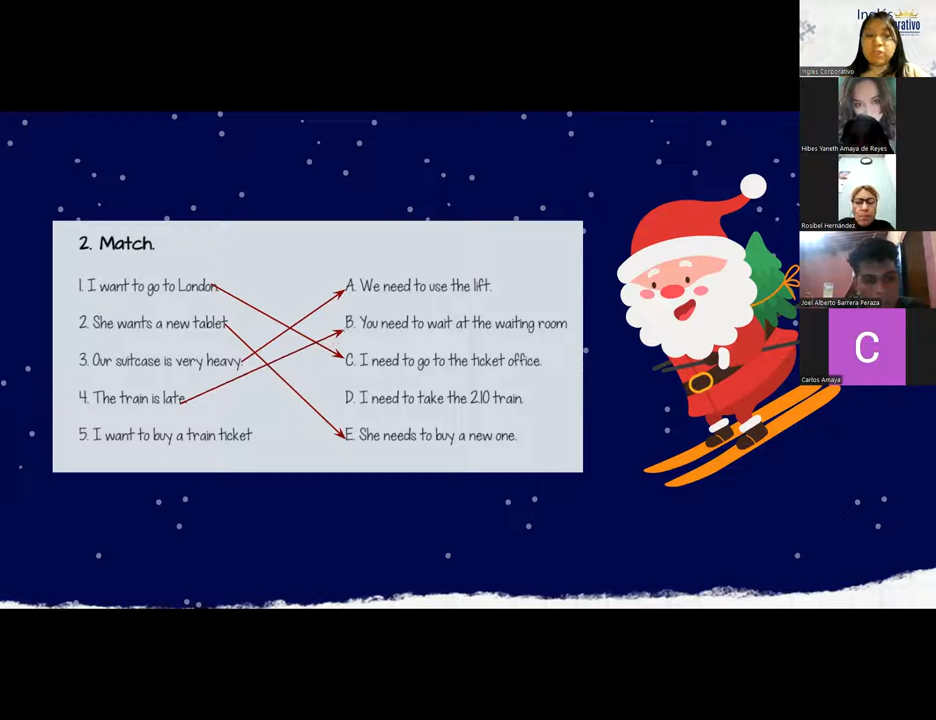 Inglés
rativo
Ingles Corporativo
Hibes Yaneth Amaya de Reyes
Rosibel Hernández
Joel Alberto Barrera Peraza
C
Carlos Amaya
2. Match.
1. I want to go to London.
2. She wants a new tablet.
3. Our suitcase is very heavy.
4. The train is late.
5. I want to buy a train ticket
A. We need to use the lift.
B. You need to wait at the waiting room
C. I need to go to the ticket office.
D. I need to take the 2.10 train.
E. She needs to buy a new one.